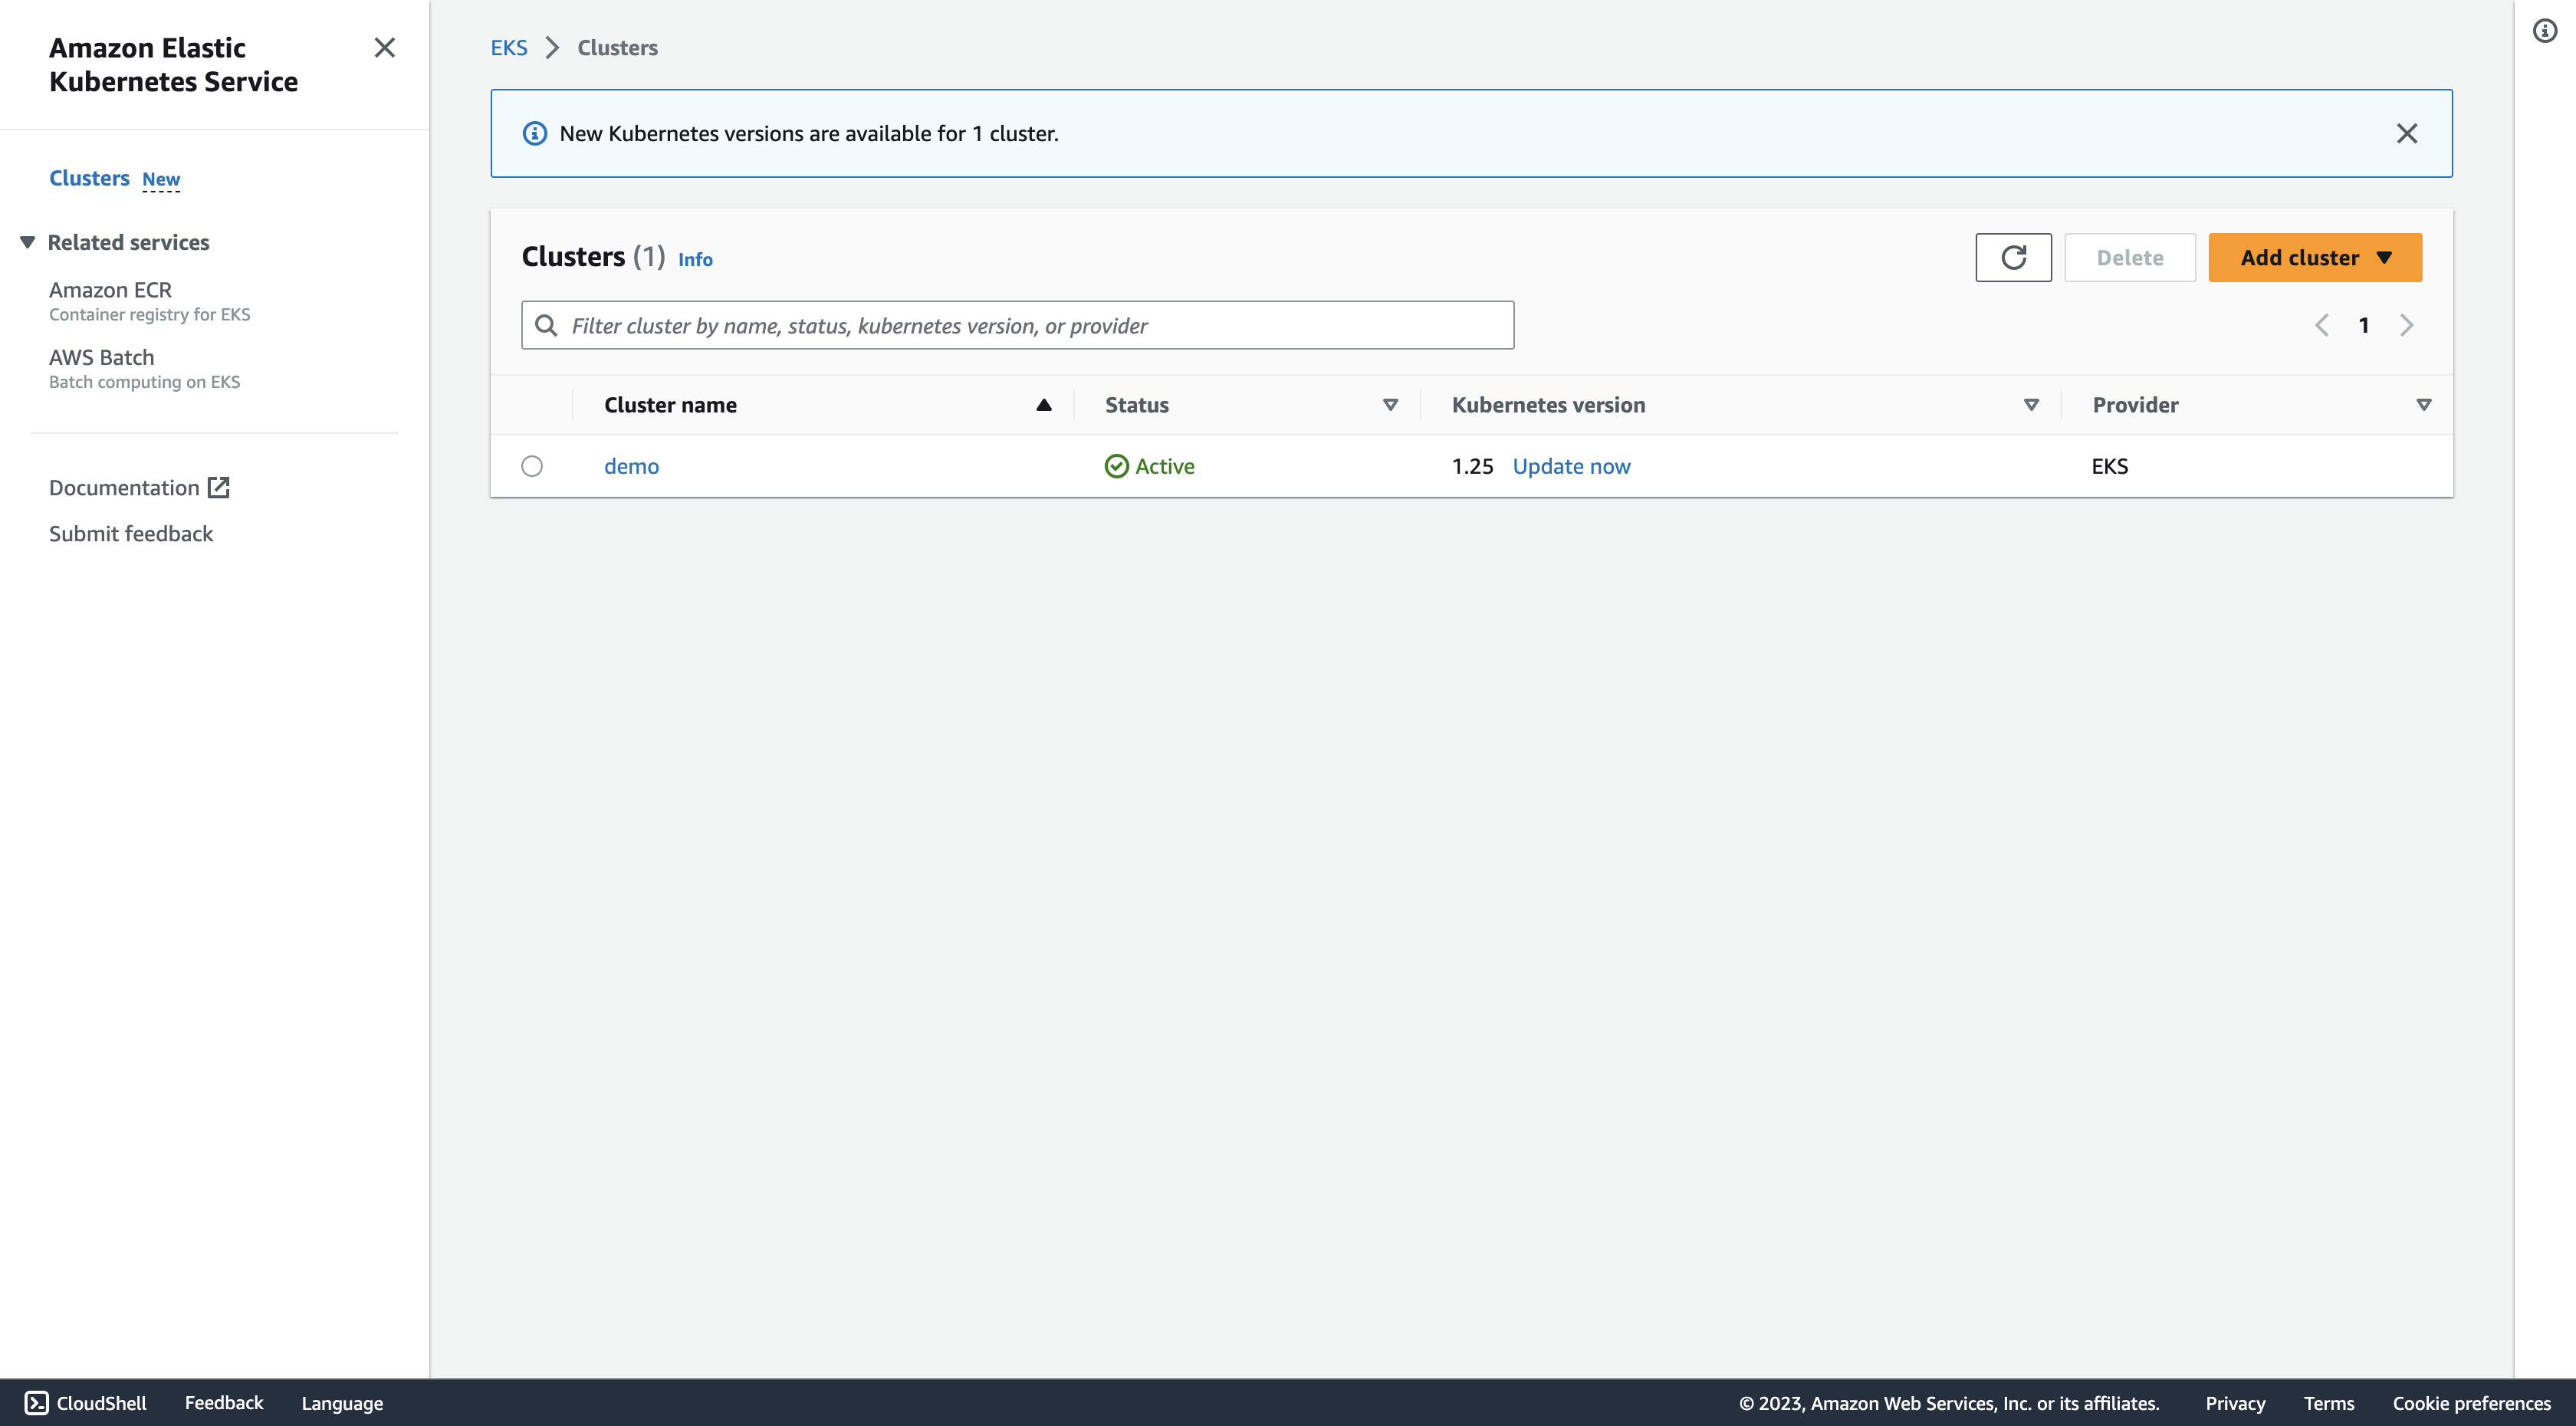 Amazon Elastic
Kubernetes Service
Clusters New
Related services
Amazon ECR
Container registry for EKS
AWS Batch
Batch computing on EKS
Documentation
Submit feedback
EKS Clusters
New Kubernetes versions are available for 1 cluster.
Clusters (1) Info
Delete
Add cluster
Filter cluster by name, status, kubernetes version, or provider
1
Cluster name Status Kubernetes version Provider
demo Active 1.25 Update now EKS
CloudShell Feedback Language © 2023, Amazon Web Services, Inc. or its affiliates. Privacy Terms Cookie preferences